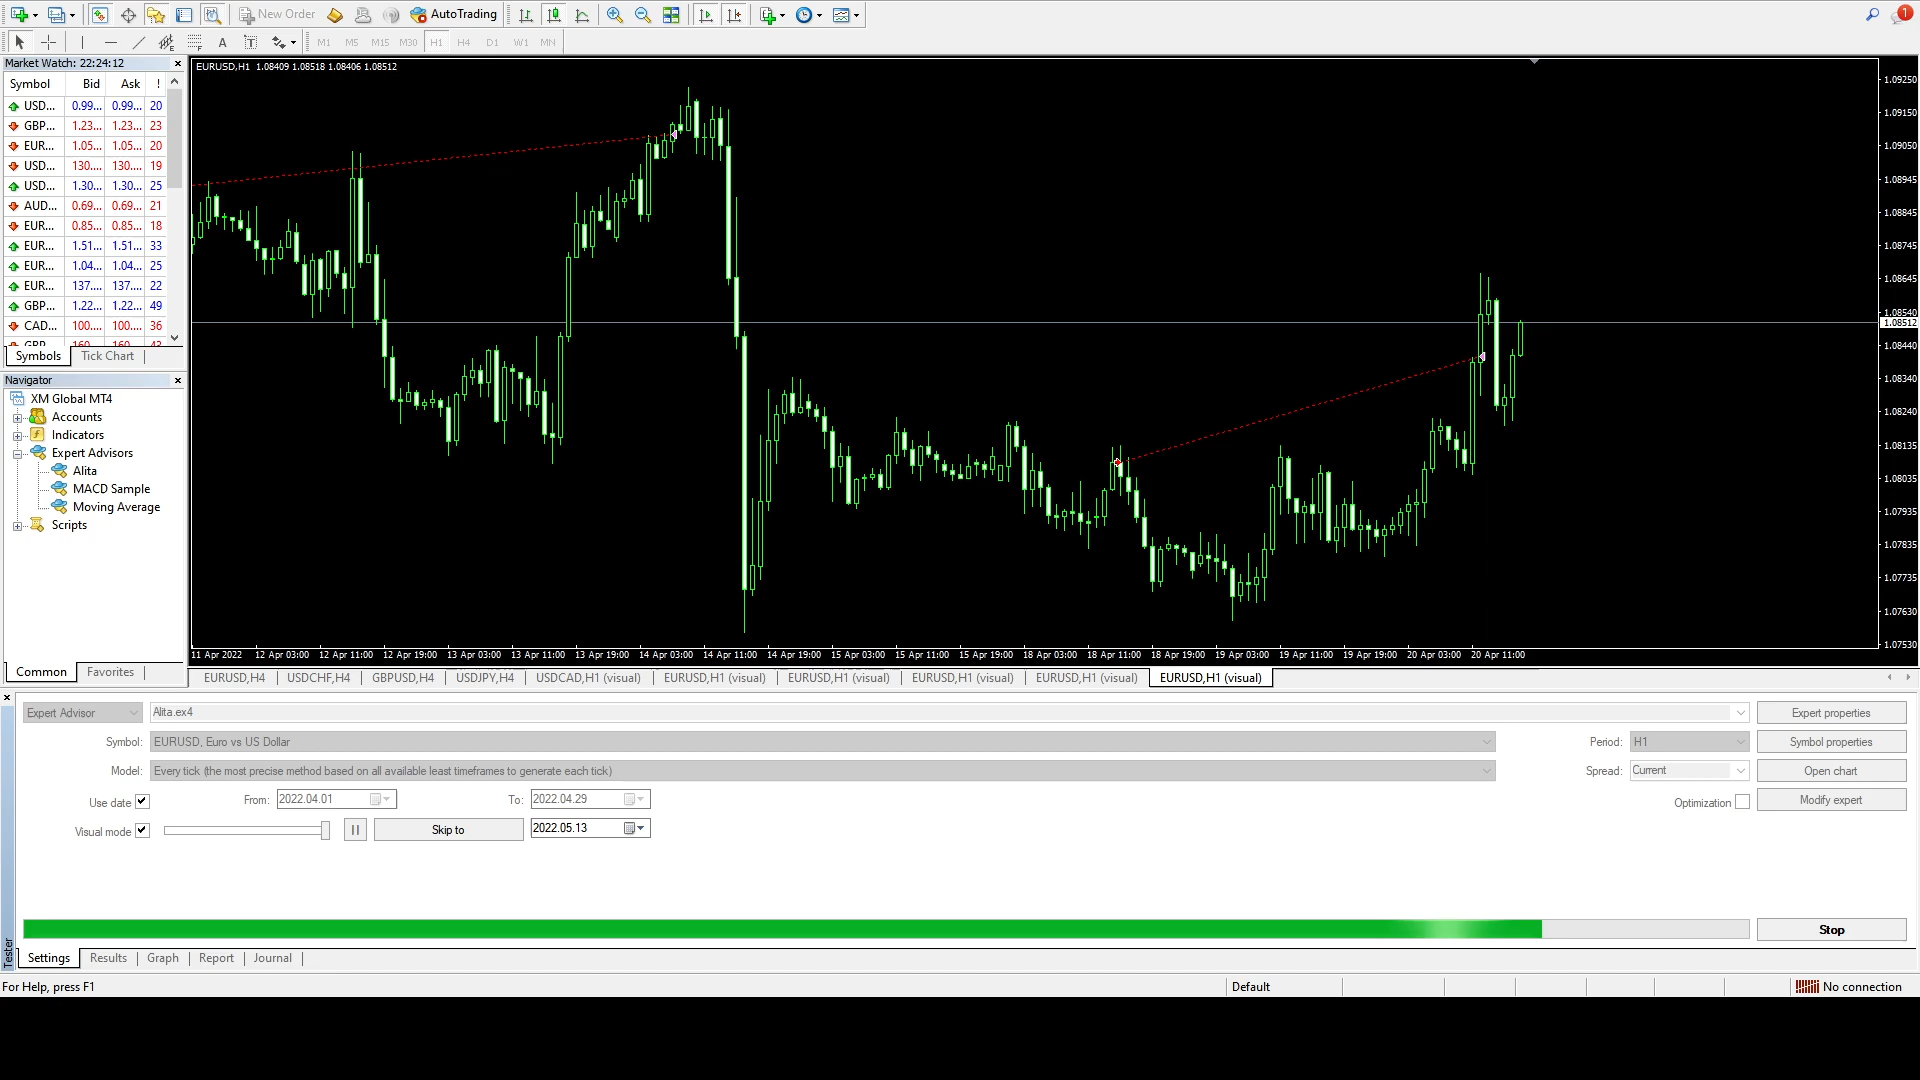 New Order AutoTrading
1
A T M1 M5 M15 M30 H1 H4 D1 W1 MN
Market Watch: 22:24:12
Symbol Bid Ask !
USD... 0.99... 0.99... 20
GBP... 1.23... 1.23... 23
EUR... 1.05... 1.05... 20
USD... 130.... 130.... 19
USD... 1.30... 1.30... 25
AUD... 0.69... 0.69... 21
EUR... 0.85... 0.85... 18
EUR... 1.51... 1.51... 33
EUR... 1.04... 1.04... 25
EUR... 137.... 137.... 22
GBP... 1.22... 1.22... 49
CAD... 100.... 100.... 36
Symbols Tick Chart
Navigator
XM Global MT4
Accounts
Indicators
Expert Advisors
Alita
MACD Sample
Moving Average
Scripts
Common Favorites
EURUSD,H1 1.08409 1.08518 1.08406 1.08512
1.09250
1.09150
1.09050
1.08945
1.08845
1.08745
1.08645
1.08540
1.08512
1.08440
1.08340
1.08240
1.08135
1.08035
1.07935
1.07835
1.07735
1.07630
1.07530
11 Apr 2022 12 Apr 03:00 12 Apr 11:00 12 Apr 19:00 13 Apr 03:00 13 Apr 11:00 13 Apr 19:00 14 Apr 03:00 14 Apr 11:00 14 Apr 19:00 15 Apr 03:00 15 Apr 11:00 15 Apr 19:00 18 Apr 03:00 18 Apr 11:00 18 Apr 19:00 19 Apr 03:00 19 Apr 11:00 19 Apr 19:00 20 Apr 03:00 20 Apr 11:00
EURUSD,H4 USDCHF,H4 GBPUSD,H4 USDJPY,H4 USDCAD,H1 (visual) EURUSD,H1 (visual) EURUSD,H1 (visual) EURUSD,H1 (visual) EURUSD,H1 (visual) EURUSD,H1 (visual)
Expert Advisor Alita.ex4 Expert properties
Symbol: EURUSD, Euro vs US Dollar Period: H1 Symbol properties
Model: Every tick (the most precise method based on all available least timeframes to generate each tick) Spread: Current Open chart
Use date From: 2022.04.01 To: 2022.04.29 Optimization Modify expert
Visual mode Skip to 2022.05.13
Stop
Tester
Settings Results Graph Report Journal
For Help, press F1 Default No connection